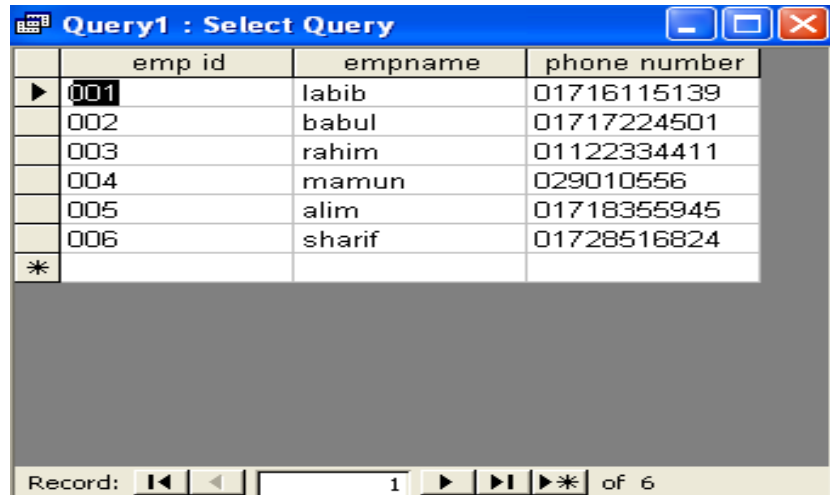 Query1 : Select Query
emp id empname phone number
001 labib 01716115139
002 babul 01717224501
003 rahim 01122334411
004 mamun 029010556
005 alim 01718355945
006 sharif 01728516824
Record: 1 of 6